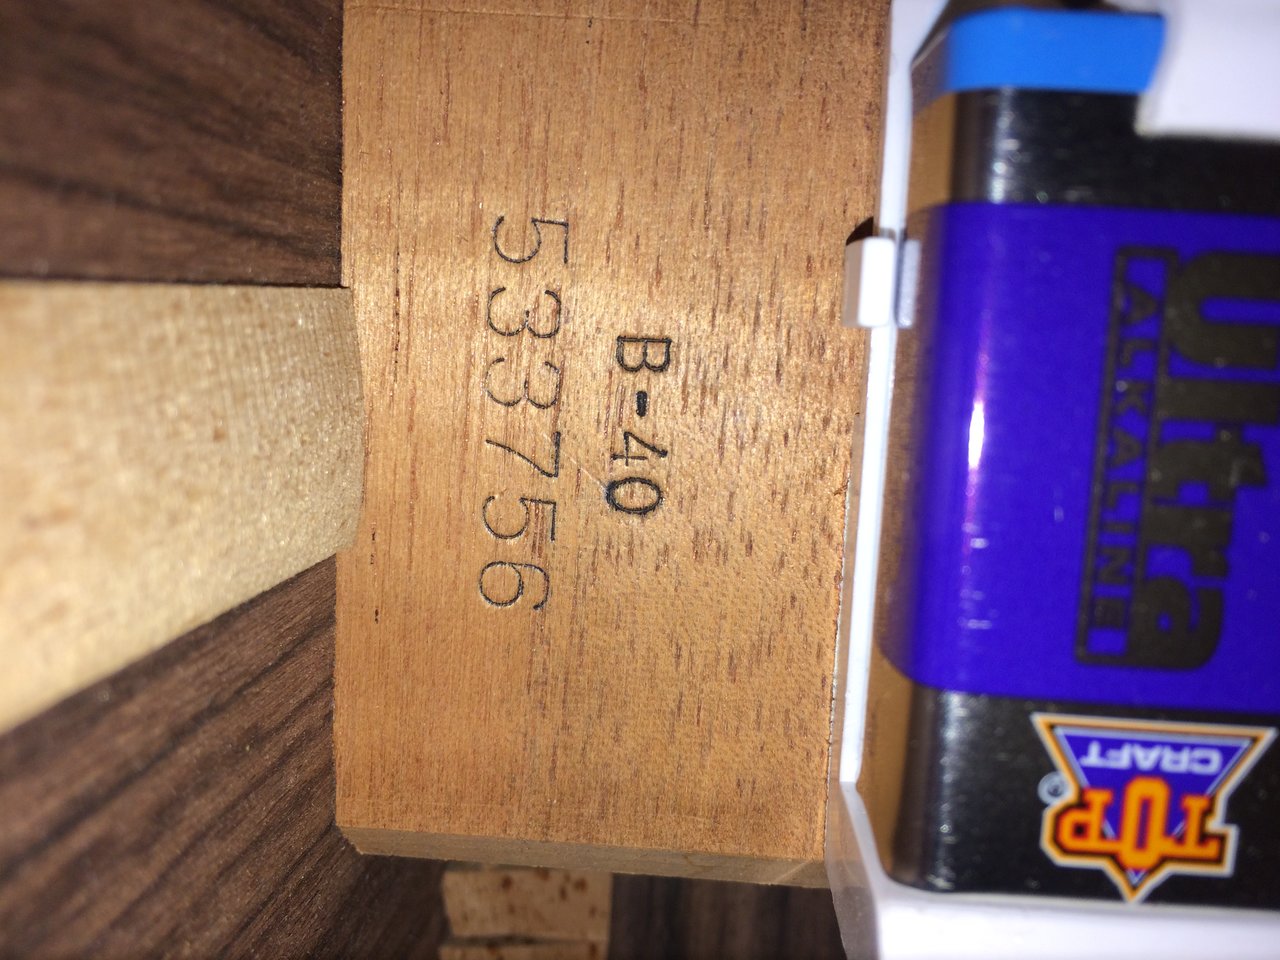 B-40
533756
Ultra
ALKALINE
TOP
CRAFT
®